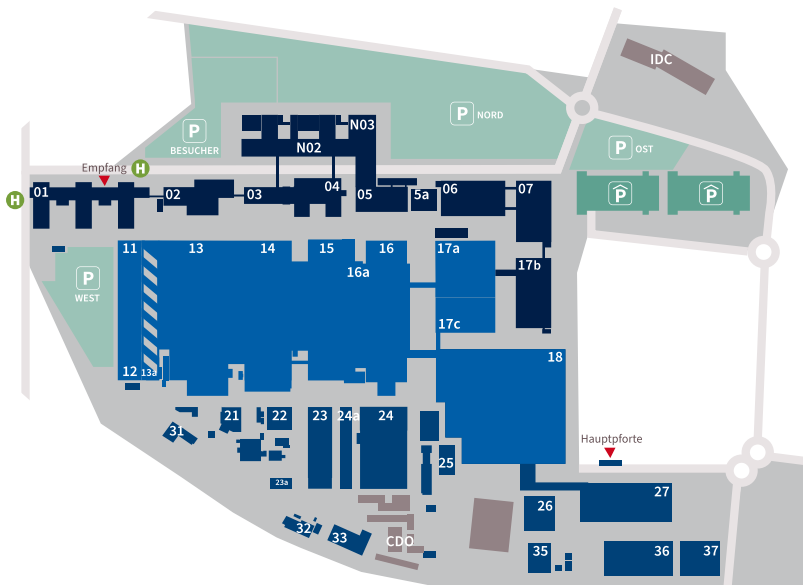 IDC
P NORD
N03
P
BESUCHER
N02
P OST
Empfang
H
H
01
02
03
04
05
5a
06
07
P
P
11
13
14
15
16
17a
16a
17b
P
WEST
17c
18
12
13a
21
22
23
24a
24
31
Hauptpforte
25
23a
27
26
32
33
CDO
35
36
37